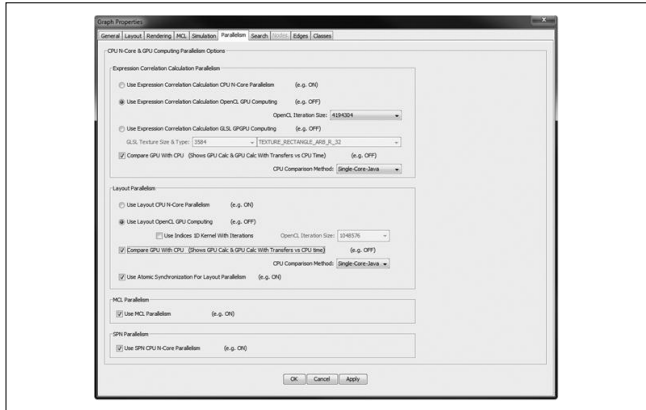 Graph Properties
General Layout Rendering MCL Simulation Parallelism Search Nodes Edges Classes
CPU N-Core & GPU Computing Parallelism Options
Expression Correlation Calculation Parallelism
Use Expression Correlation Calculation CPU N-Core Parallelism (e.g. ON)
Use Expression Correlation Calculation OpenCL GPU Computing (e.g. OFF)
OpenCL Iteration Size: 4194304
Use Expression Correlation Calculation GLSL GPGPU Computing (e.g. OFF)
GLSL Texture Size & Type: 3584 TEXTURE_RECTANGLE_ARB_R_32
Compare GPU With CPU (Shows GPU Calc & GPU Calc With Transfers vs CPU Time) (e.g. OFF)
CPU Comparison Method: Single-Core-Java
Layout Parallelism
Use Layout CPU N-Core Parallelism (e.g. ON)
Use Layout OpenCL GPU Computing (e.g. OFF)
Use Indices 1D Kernel With Iterations OpenCL Iteration Size: 1048576
Compare GPU With CPU (Shows GPU Calc & GPU Calc With Transfers vs CPU time) (e.g. OFF)
CPU Comparison Method: Single-Core-Java
Use Atomic Synchronization For Layout Parallelism (e.g. ON)
MCL Parallelism
Use MCL Parallelism (e.g. ON)
SPN Parallelism
Use SPN CPU N-Core Parallelism (e.g. ON)
OK Cancel Apply